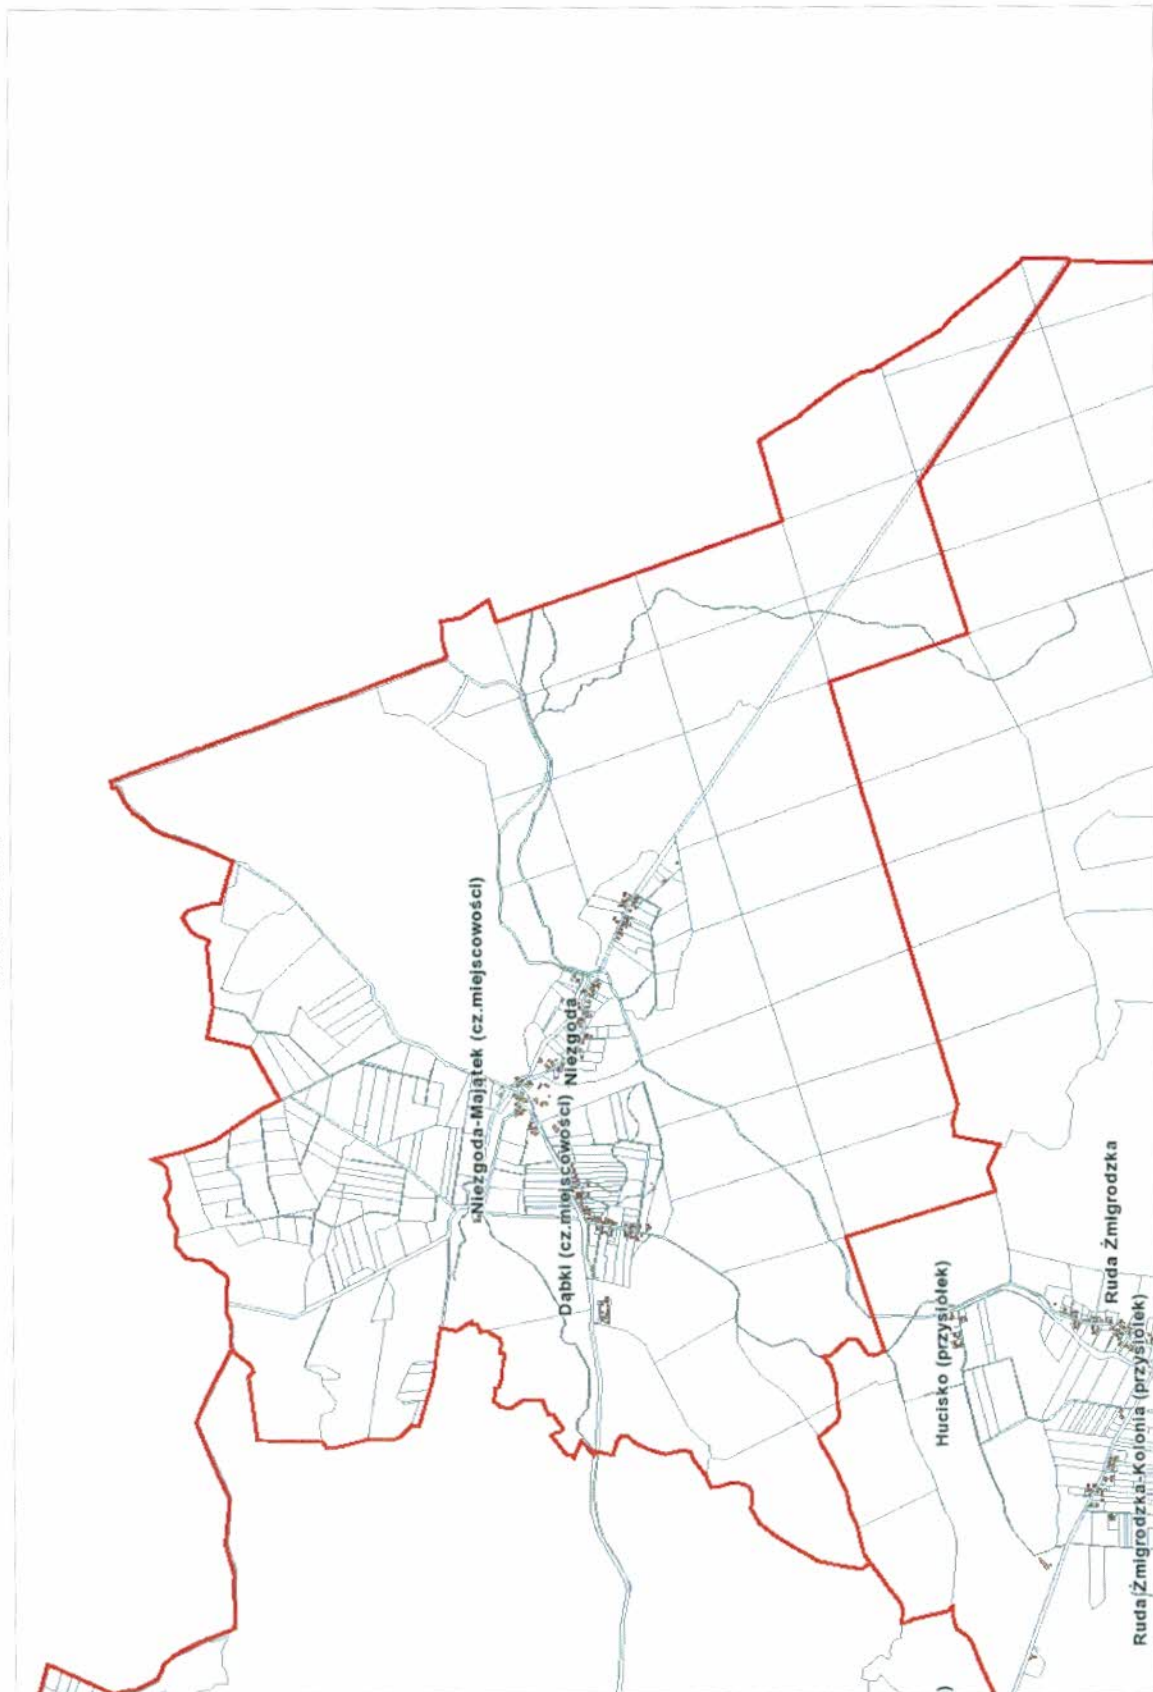 Niezgoda-Majątek (cz.miejscowości)
Dąbki (cz.miejscowości)
Niezgoda
Hucisko (przysiółek)
Ruda Żmigrodzka
Ruda Żmigrodzka-Kolonia (przysiółek)
)